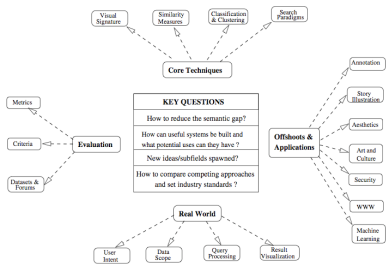 Visual
Signature
Similarity
Measures
Classification
& Clustering
Search
Paradigms
Core Techniques
Metrics
Criteria
Datasets &
Forums
Evaluation
KEY QUESTIONS
How to reduce the semantic gap?
How can useful systems be built and
what potential uses can they have ?
New ideas/subfields spawned?
How to compare competing approaches
and set industry standards ?
Offshoots &
Applications
Annotation
Story
Illustration
Aesthetics
Art and
Culture
Security
WWW
Machine
Learning
Real World
User
Intent
Data
Scope
Query
Processing
Result
Visualization